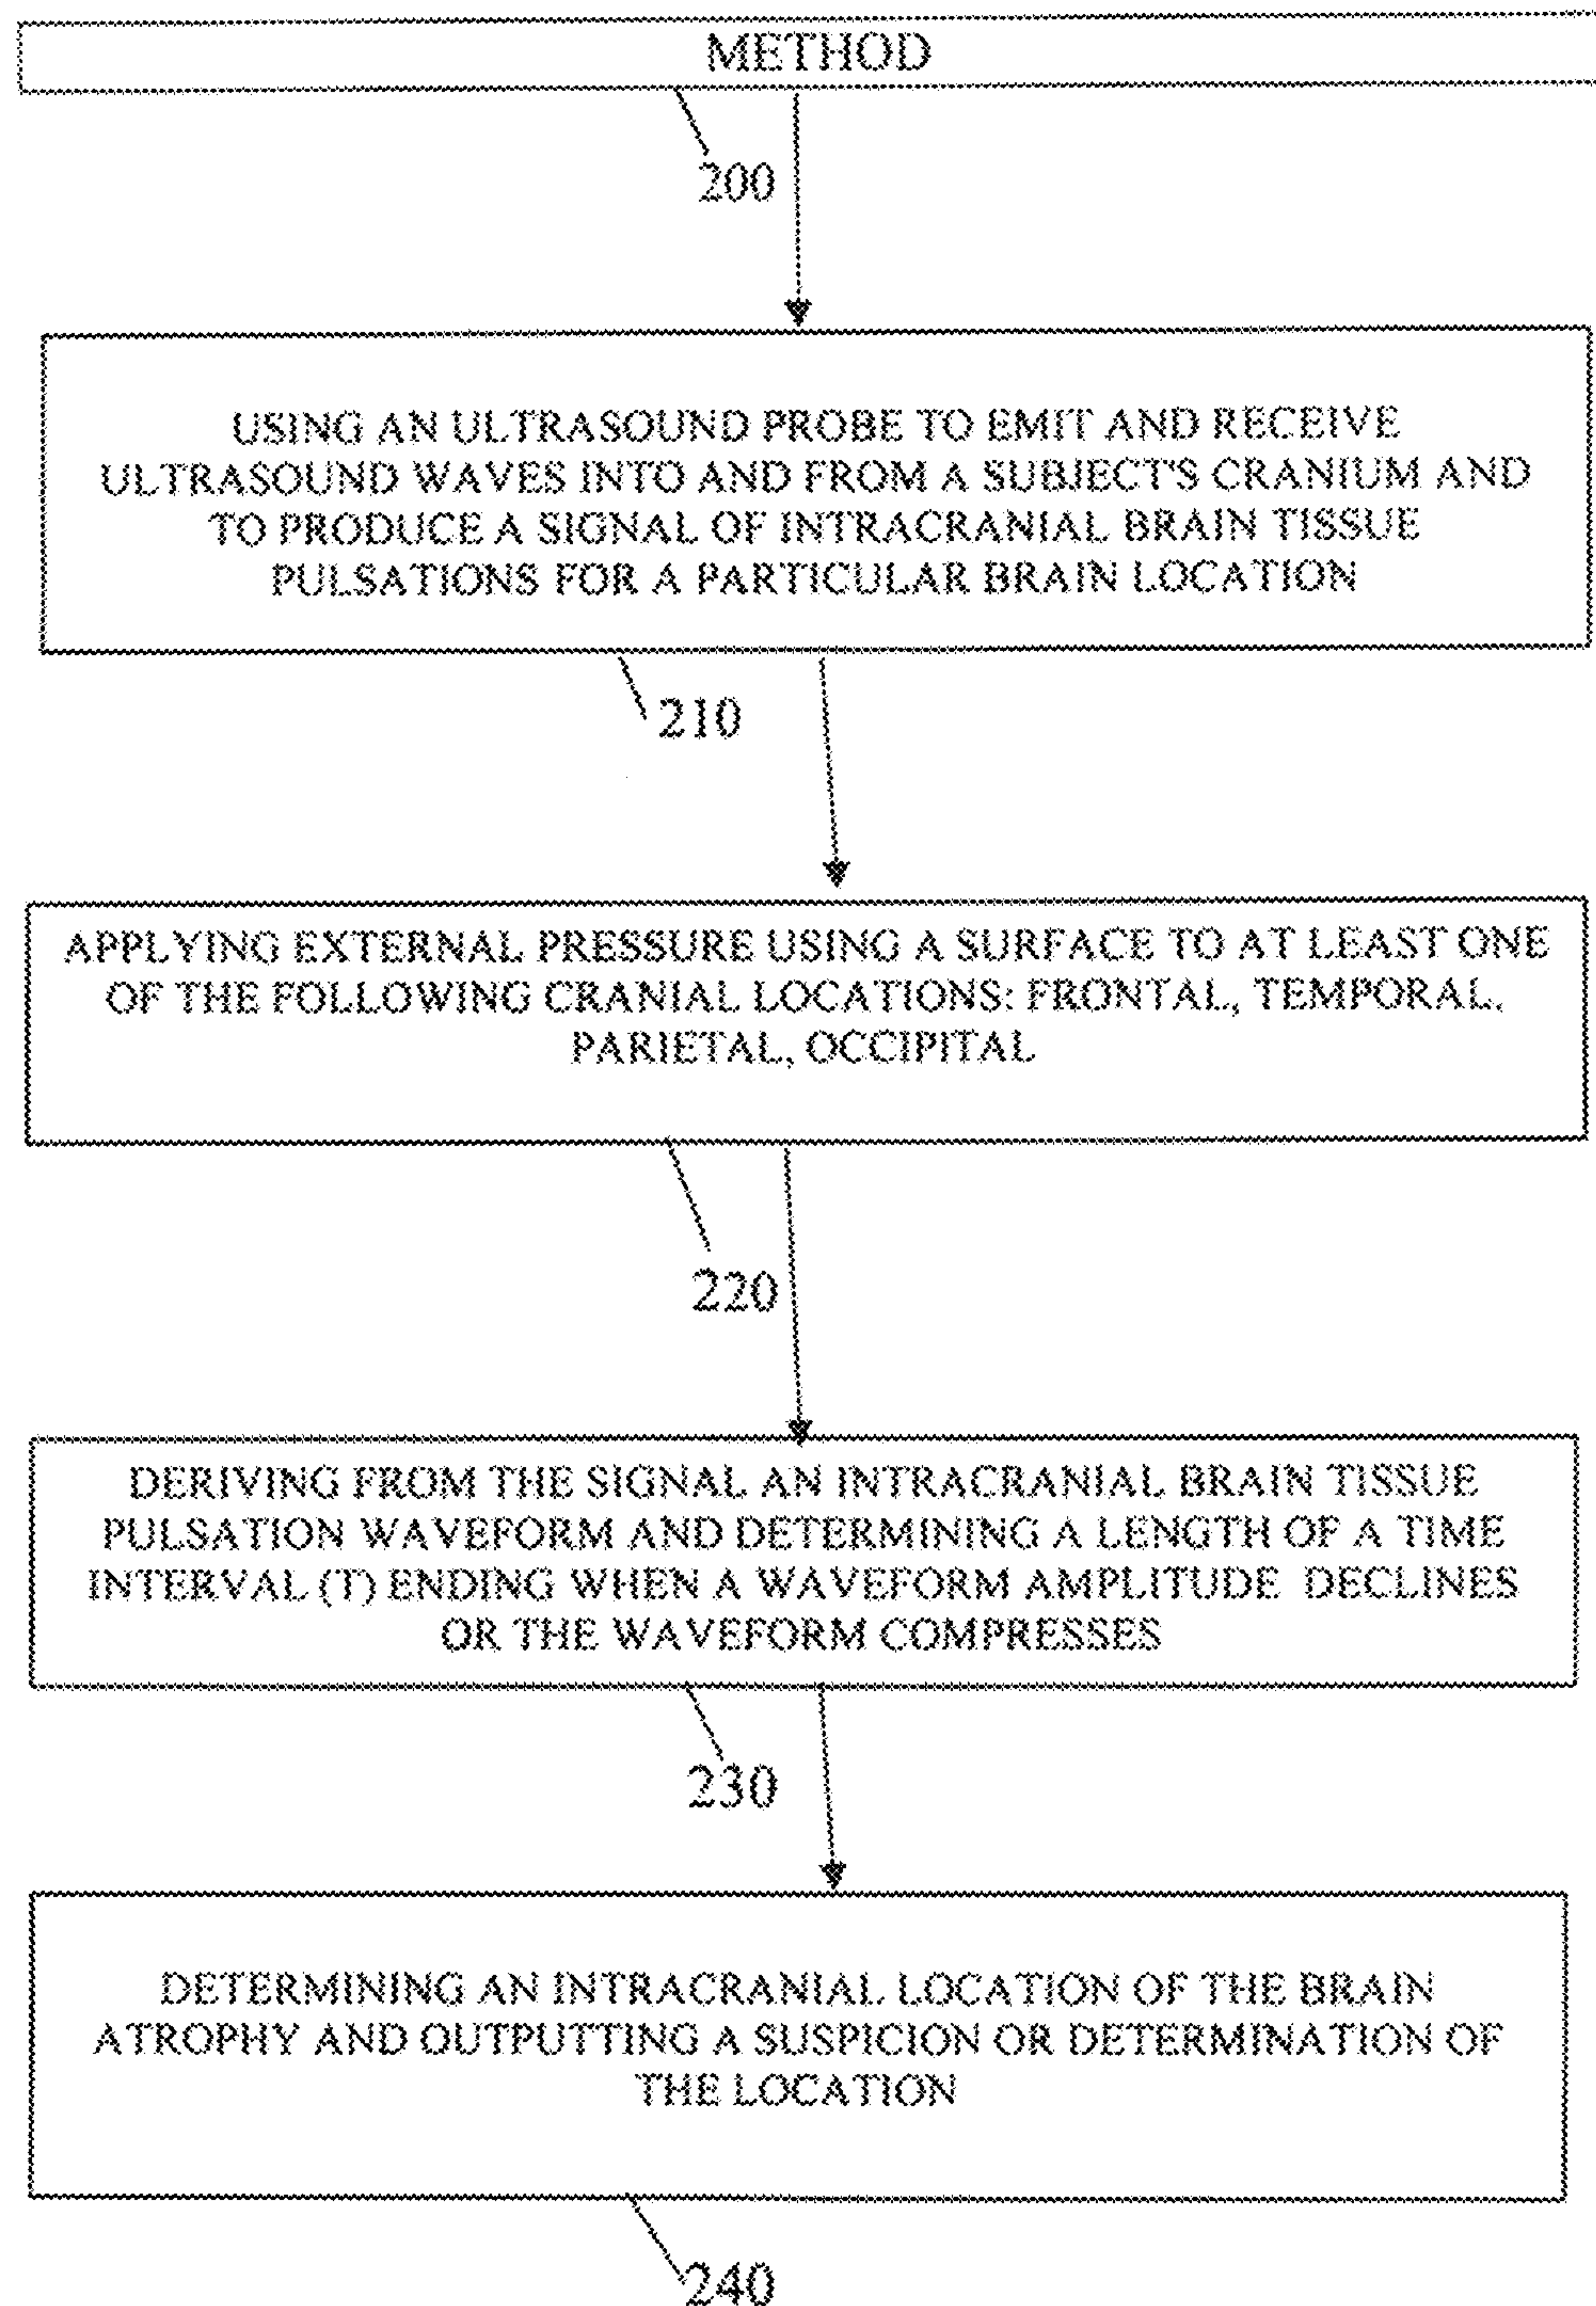 METHOD
200
USING AN ULTRASOUND PROBE TO EMIT AND RECEIVE
ULTRASOUND WAVES INTO AND FROM A SUBJECT'S CRANIUM AND
TO PRODUCE A SIGNAL OF INTRACRANIAL BRAIN TISSUE
PULSATIONS FOR A PARTICULAR BRAIN LOCATION
210
APPLYING EXTERNAL PRESSURE USING A SURFACE TO AT LEAST ONE
OF THE FOLLOWING CRANIAL LOCATIONS: FRONTAL, TEMPORAL,
PARIETAL, OCCIPITAL
220
DERIVING FROM THE SIGNAL AN INTRACRANIAL BRAIN TISSUE
PULSATION WAVEFORM AND DETERMINING A LENGTH OF A TIME
INTERVAL (T) ENDING WHEN A WAVEFORM AMPLITUDE DECLINES
OR THE WAVEFORM COMPRESSES
230
DETERMINING AN INTRACRANIAL LOCATION OF THE BRAIN
ATROPHY AND OUTPUTTING A SUSPICION OR DETERMINATION OF
THE LOCATION
240